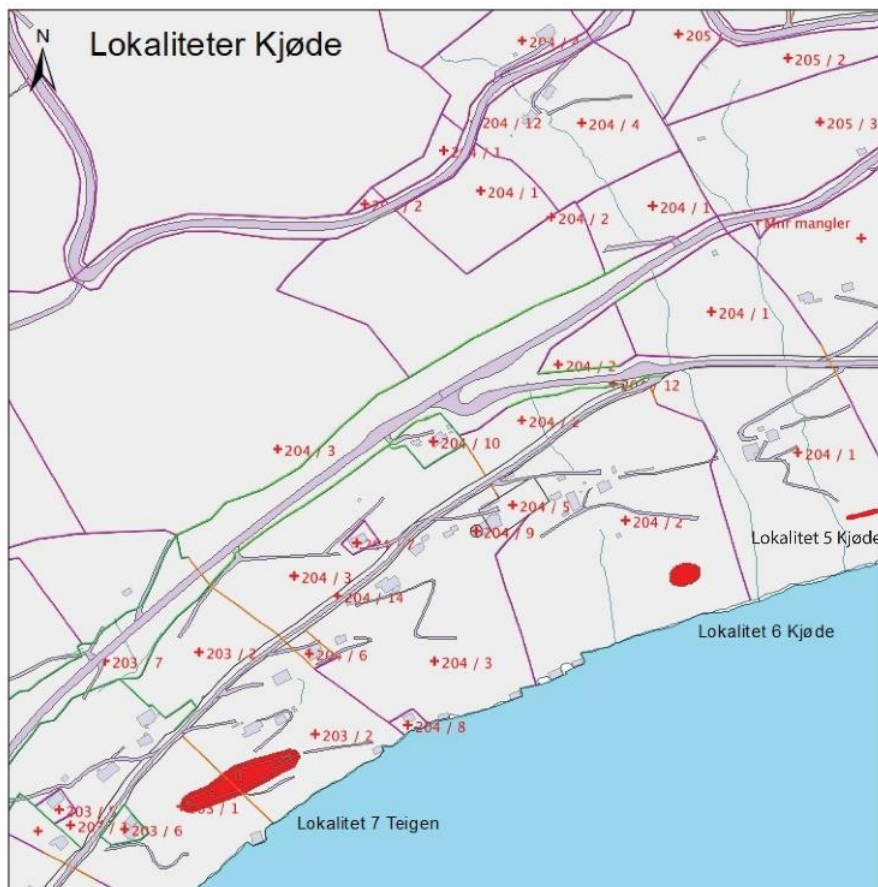 Lokaliteter Kjøde
N
205
205 / 2
204 / 12
204 / 4
205 / 3
204 / 1
204 / 1
204 / 2
204 / 1
Mnr mangler
204 / 1
204 / 2
12
204 / 2
204 / 10
204 / 3
204 / 1
204 / 5
204 / 2
204 / 9
Lokalitet 5 Kjøde
204 / 3
204 / 14
Lokalitet 6 Kjøde
203 / 7
203 / 2
204 / 6
204 / 3
204 / 8
203 / 2
203 / 1
Lokalitet 7 Teigen
203 / 6